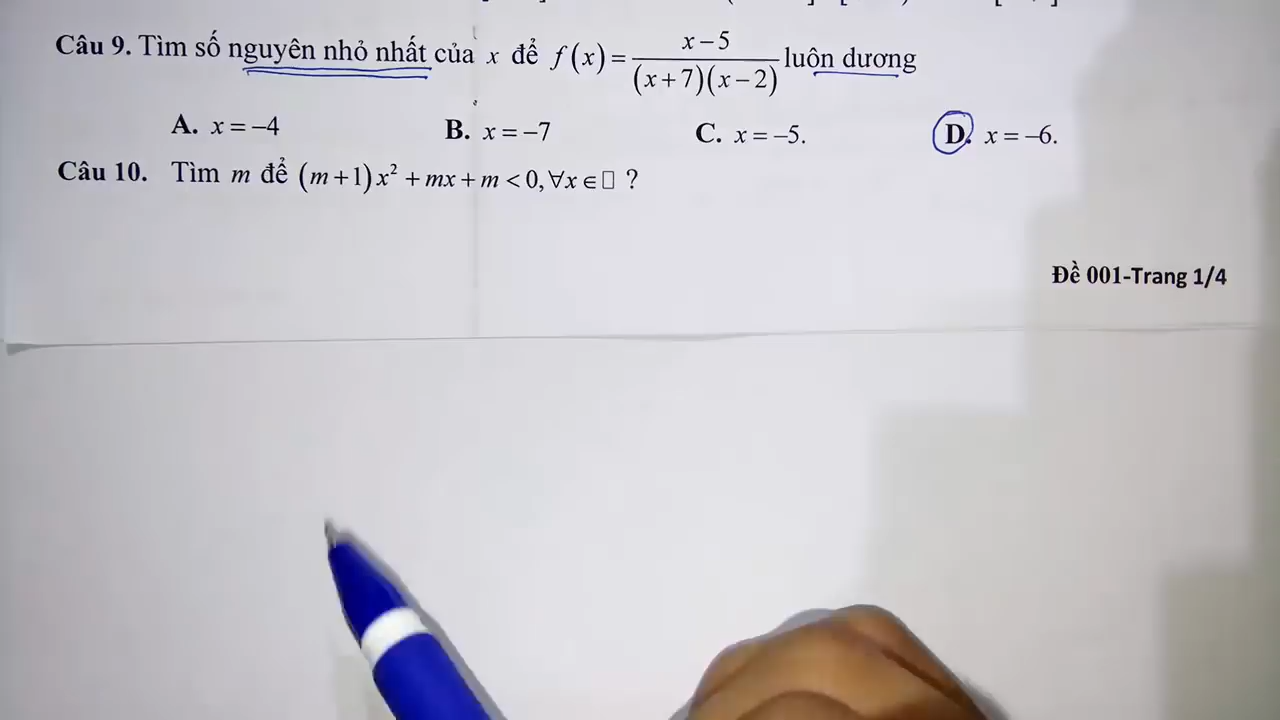 Câu 9. Tìm số nguyên nhỏ nhất của x để f(x) = \frac{x-5}{(x+7)(x-2)} luôn dương
A. x = -4 B. x = -7 C. x = -5. D. x = -6.
Câu 10. Tìm m để (m+1)x² + mx + m < 0, ∀x ∈ □ ?
Đề 001-Trang 1/4